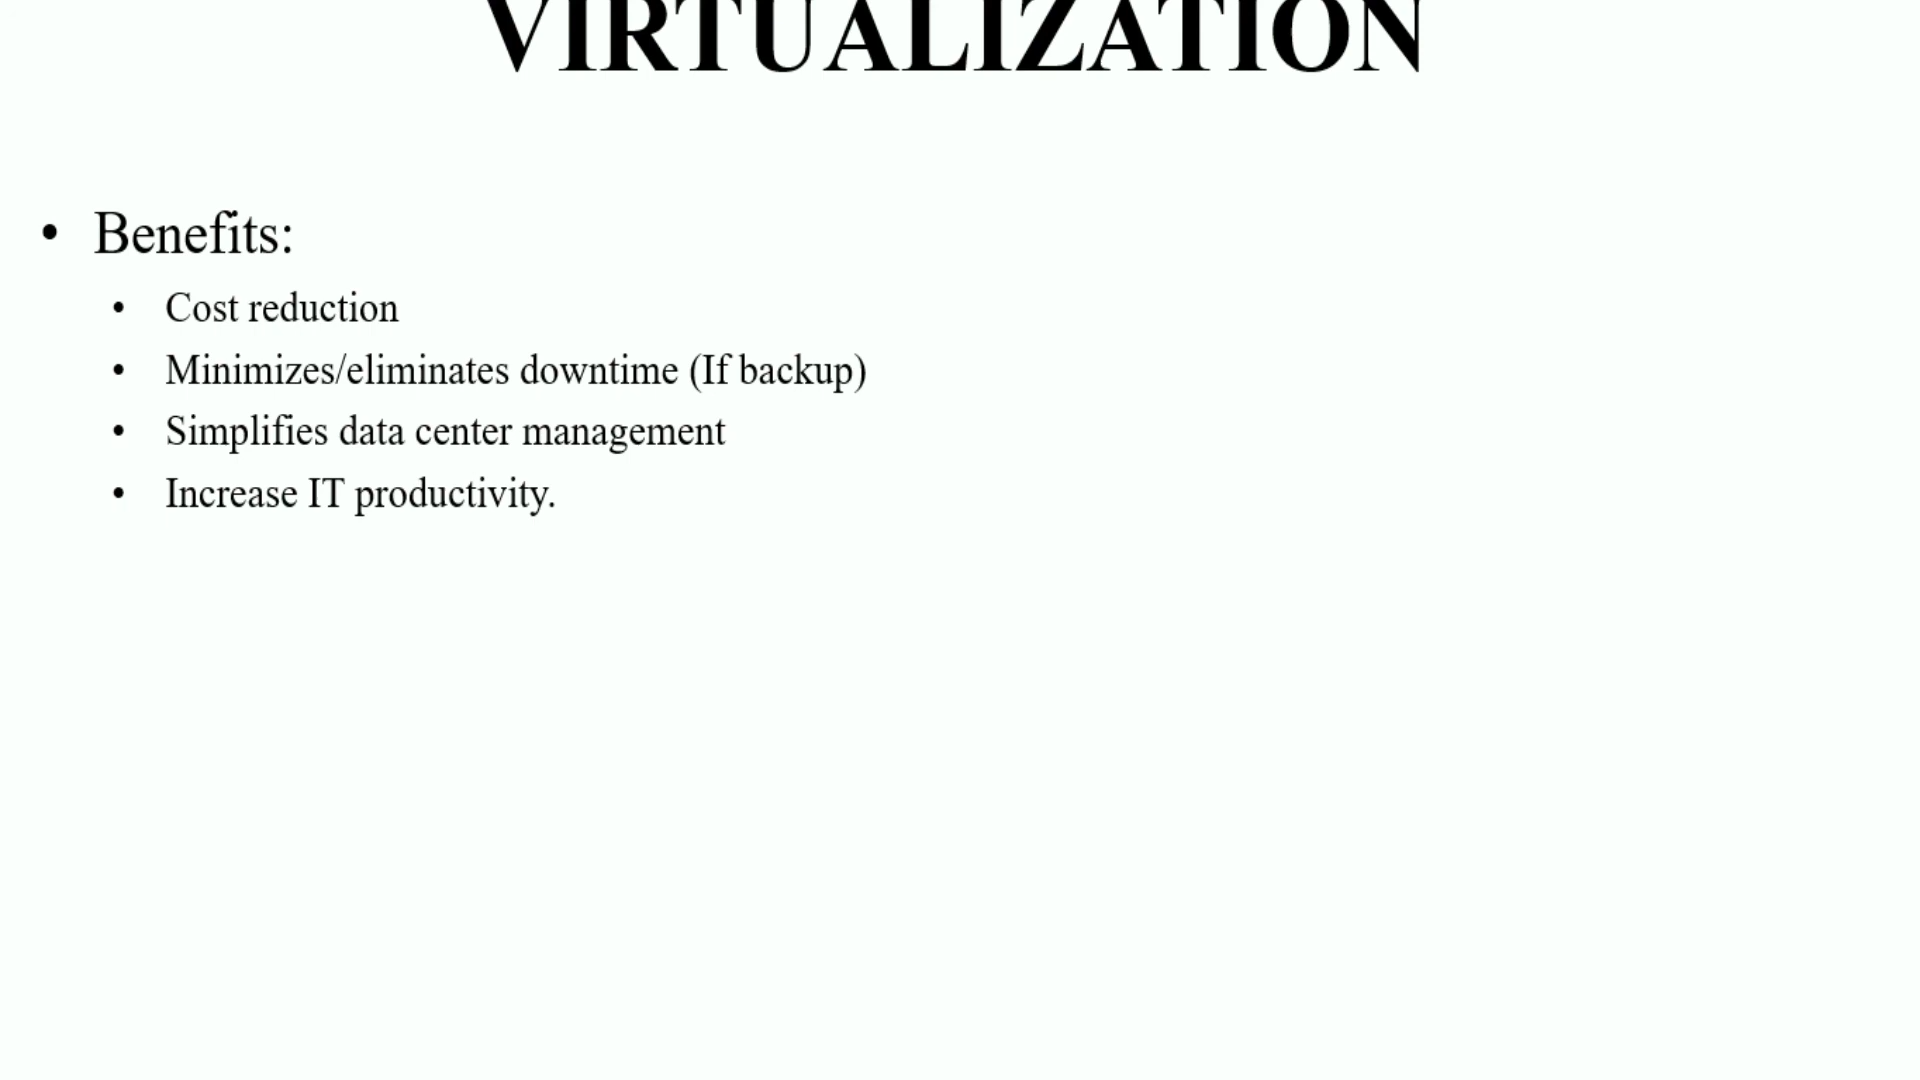 VIRTUALIZATION
• Benefits:
• Cost reduction
• Minimizes/eliminates downtime (If backup)
• Simplifies data center management
• Increase IT productivity.